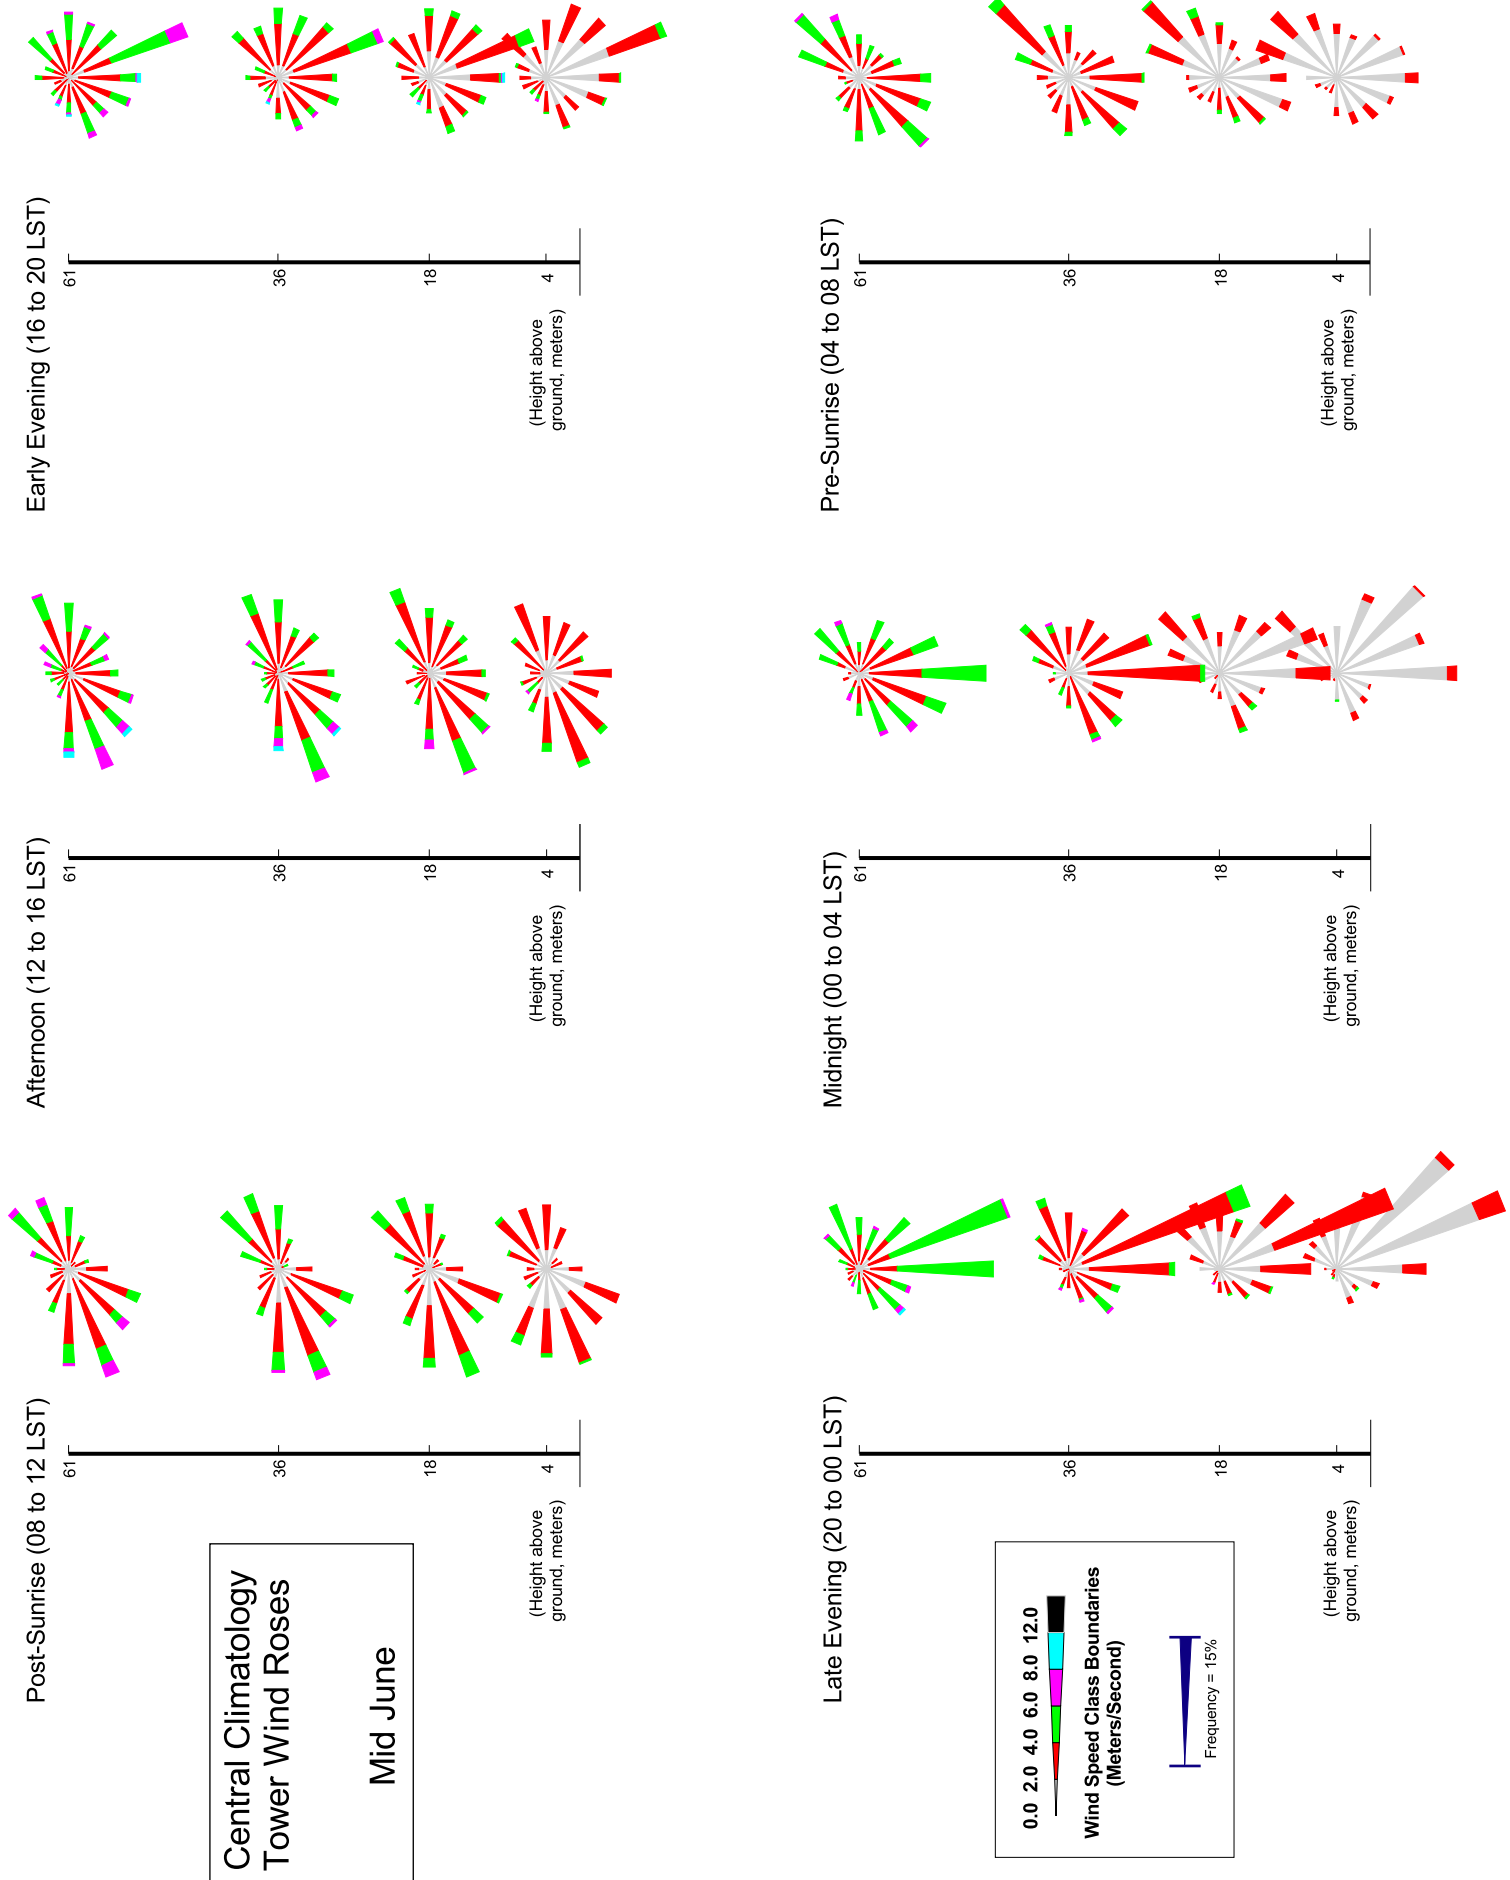 Central Climatology
Tower Wind Roses
Mid June
Post-Sunrise (08 to 12 LST)
61
36
18
4
(Height above
ground, meters)
Afternoon (12 to 16 LST)
61
36
18
4
(Height above
ground, meters)
Early Evening (16 to 20 LST)
61
36
18
4
(Height above
ground, meters)
Late Evening (20 to 00 LST)
61
36
18
4
(Height above
ground, meters)
Midnight (00 to 04 LST)
61
36
18
4
(Height above
ground, meters)
Pre-Sunrise (04 to 08 LST)
61
36
18
4
(Height above
ground, meters)
0.0 2.0 4.0 6.0 8.0 12.0
Wind Speed Class Boundaries
(Meters/Second)
Frequency = 15%